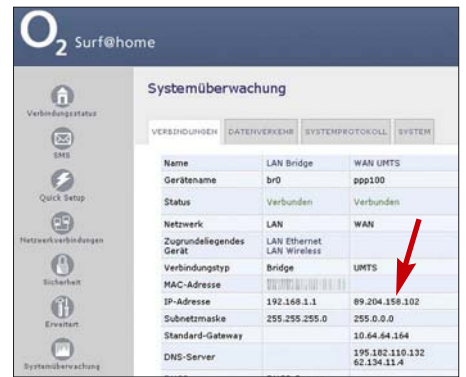 O2 Surf@home
Systemüberwachung
VERBINDUNGEN DATENVERKEHR SYSTEMPROTOKOLL SYSTEM
Verbindungsstatus
SMS
Quick Setup
Netzwerkverbindungen
Sicherheit
Erweitert
Systemüberwachung
Name LAN Bridge WAN UMTS
Gerätename br0 ppp100
Status Verbunden Verbunden
Netzwerk LAN WAN
Zugrundeliegendes Gerät LAN Ethernet LAN Wireless
Verbindungstyp Bridge UMTS
MAC-Adresse
IP-Adresse 192.168.1.1 89.204.158.102
Subnetzmaske 255.255.255.0 255.0.0.0
Standard-Gateway 10.64.64.164
DNS-Server 195.182.110.132 62.134.11.4